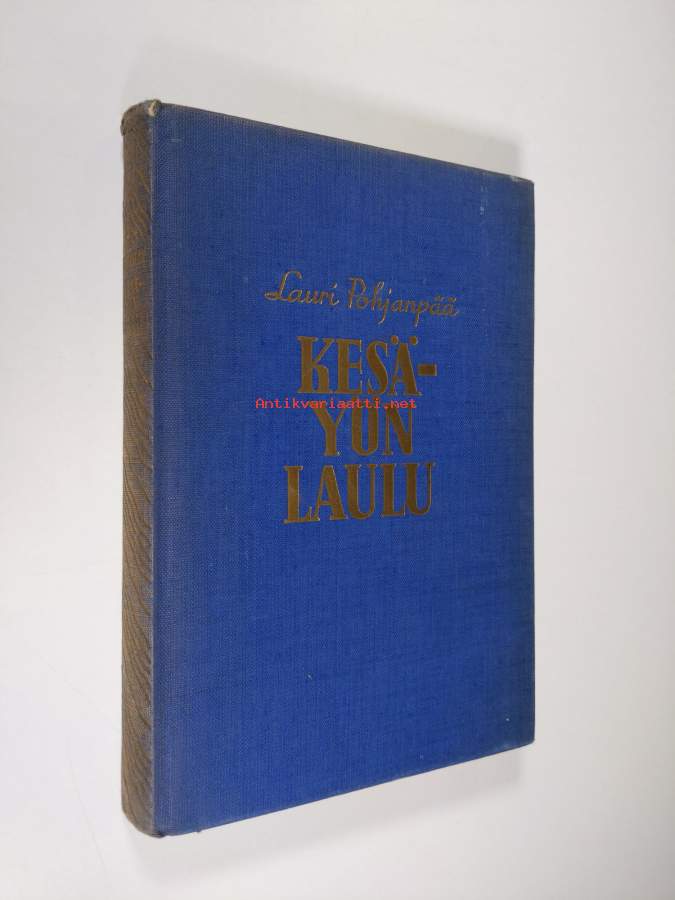 Lauri Pohjanpää
KESÄ-
Antikvariaatti.net
YÖN
LAULU